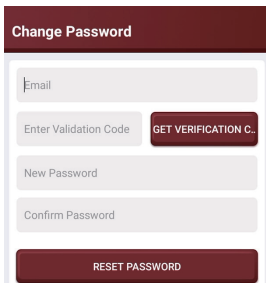 Change Password
Email
Enter Validation Code GET VERIFICATION C..
New Password
Confirm Password
RESET PASSWORD